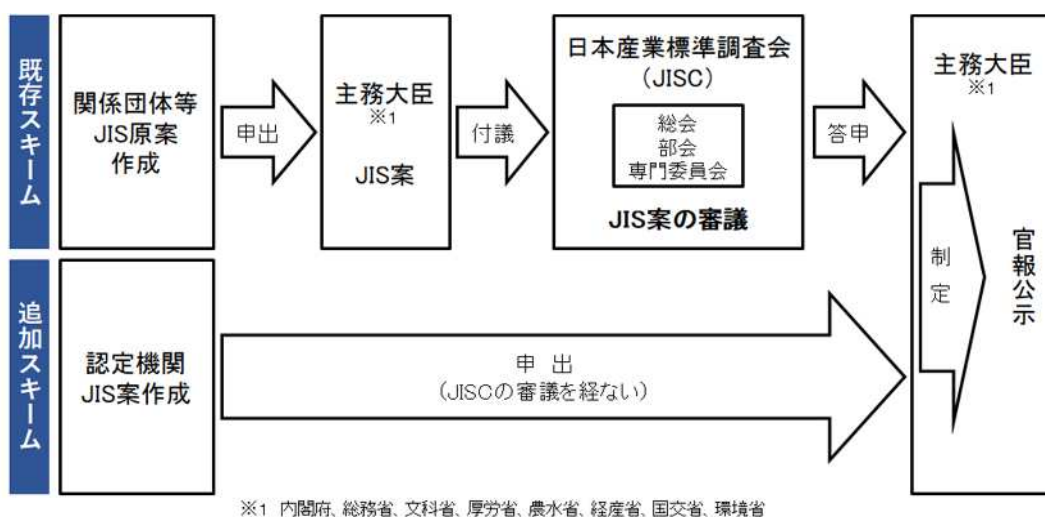 既存スキーム
関係団体等
JIS原案
作成
申出
主務大臣
※1
JIS案
付議
日本産業標準調査会
（JISC）
総会
部会
専門委員会
JIS案の審議
答申
主務大臣
※1
制定
官報公示
追加スキーム
認定機関
JIS案作成
申 出
（JISCの審議を経ない）
※1 内閣府、総務省、文科省、厚労省、農水省、経産省、国交省、環境省